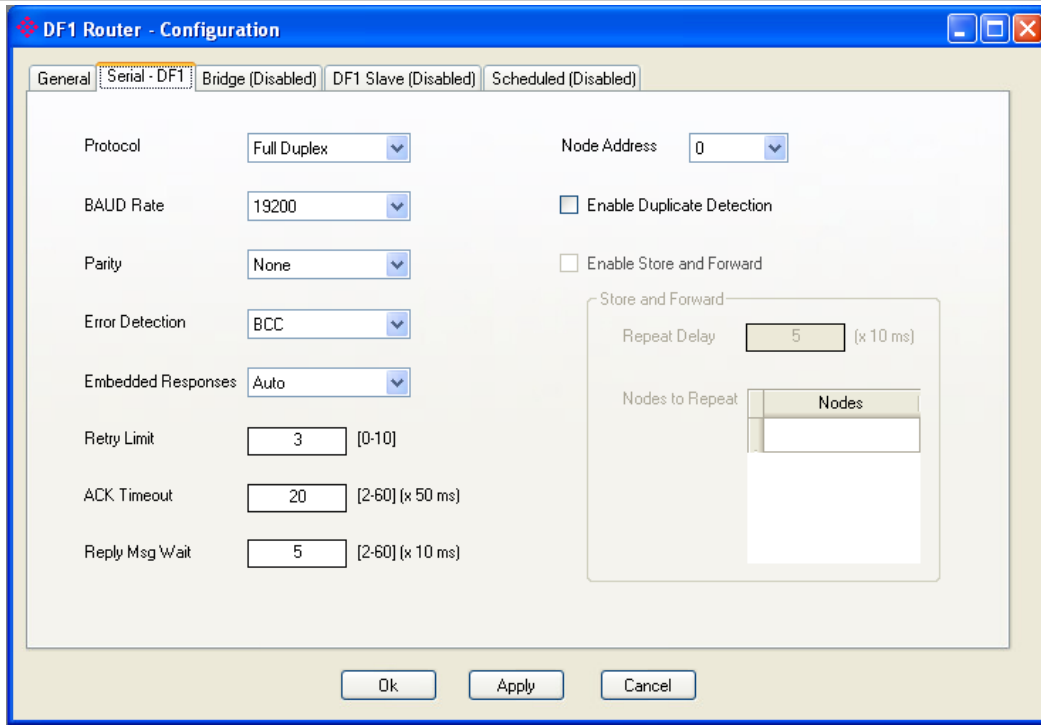 DF1 Router - Configuration
General
Serial - DF1
Bridge (Disabled)
DF1 Slave (Disabled)
Scheduled (Disabled)
Protocol
Full Duplex
BAUD Rate
19200
Parity
None
Error Detection
BCC
Embedded Responses
Auto
Retry Limit
3
[0-10]
ACK Timeout
20
[2-60] (x 50 ms)
Reply Msg Wait
5
[2-60] (x 10 ms)
Node Address
0
Enable Duplicate Detection
Enable Store and Forward
Store and Forward
Repeat Delay
5
(x 10 ms)
Nodes to Repeat
Nodes
Ok
Apply
Cancel